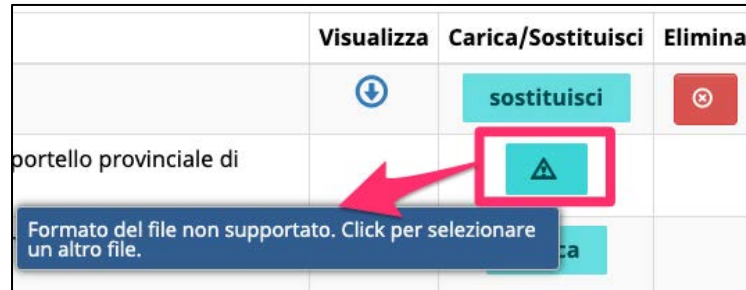 Visualizza Carica/Sostituisci Elimina
sostituisci
portello provinciale di
Formato del file non supportato. Click per selezionare
un altro file.